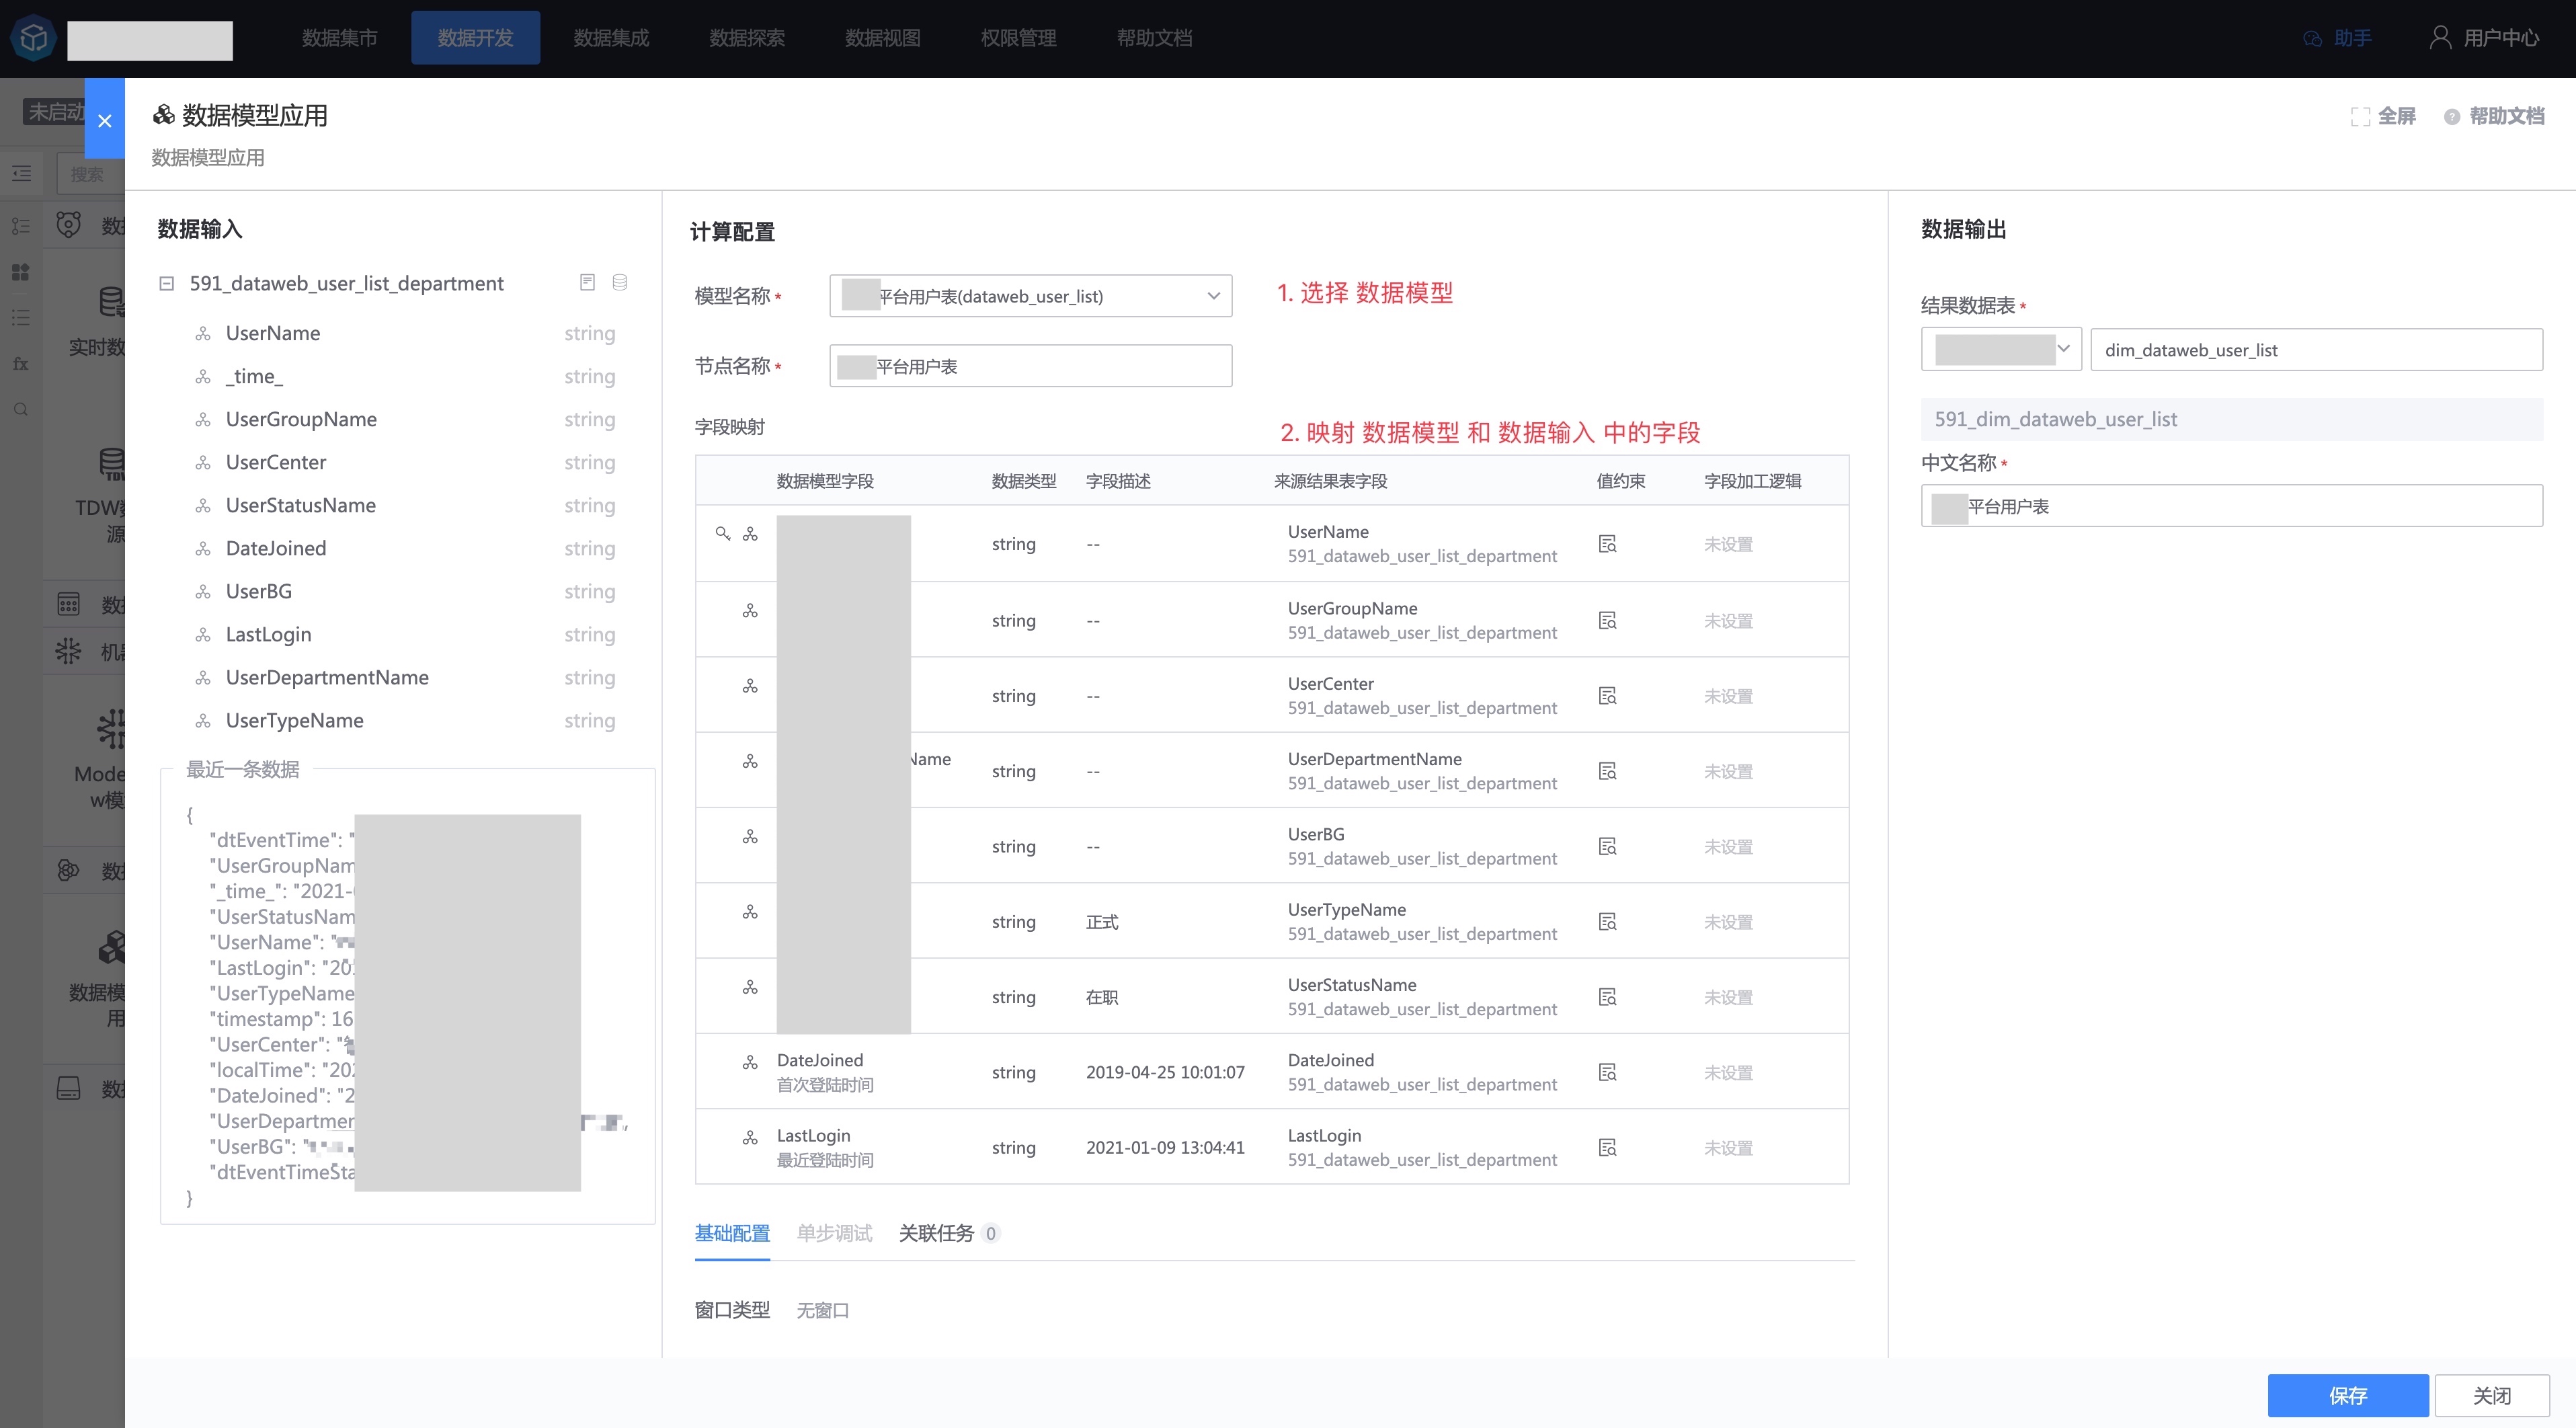 数据集市
数据开发
数据集成
数据探索
数据视图
权限管理
帮助文档
助手
用户中心
未启动
搜索
数据模型应用
数据模型应用
全屏
帮助文档
数据输入
591_dataweb_user_list_department
UserName string
_time_ string
UserGroupName string
UserCenter string
UserStatusName string
DateJoined string
UserBG string
LastLogin string
UserDepartmentName string
UserTypeName string
最近一条数据
{
"dtEventTime": "
"UserGroupNam
"_time_": "2021-
"UserStatusNam
"UserName": "
"LastLogin": "20
"UserTypeName
"timestamp": 16
"UserCenter": "
"localTime": "202
"DateJoined": "2
"UserDepartmer
"UserBG": "
"dtEventTimeSta
}
计算配置
模型名称 * 平台用户表(dataweb_user_list)
1. 选择 数据模型
节点名称 * 平台用户表
字段映射
2. 映射 数据模型 和 数据输入 中的字段
数据模型字段 数据类型 字段描述 来源结果表字段 值约束 字段加工逻辑
string -- UserName 未设置
591_dataweb_user_list_department
string -- UserGroupName 未设置
591_dataweb_user_list_department
string -- UserCenter 未设置
591_dataweb_user_list_department
Name string -- UserDepartmentName 未设置
591_dataweb_user_list_department
string -- UserBG 未设置
591_dataweb_user_list_department
string 正式 UserTypeName 未设置
591_dataweb_user_list_department
string 在职 UserStatusName 未设置
591_dataweb_user_list_department
DateJoined string 2019-04-25 10:01:07 DateJoined 未设置
首次登陆时间 591_dataweb_user_list_department
LastLogin string 2021-01-09 13:04:41 LastLogin 未设置
最近登陆时间 591_dataweb_user_list_department
基础配置 单步调试 关联任务 0
窗口类型 无窗口
数据输出
结果数据表 *
dim_dataweb_user_list
591_dim_dataweb_user_list
中文名称 *
平台用户表
保存 关闭
fx
实时数
TDW
源
Mode
w模
数据模
用